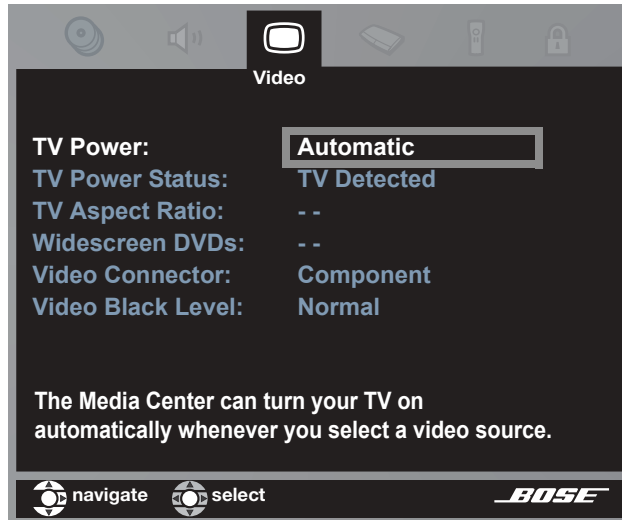 Video
TV Power: Automatic
TV Power Status: TV Detected
TV Aspect Ratio: - -
Widescreen DVDs: - -
Video Connector: Component
Video Black Level: Normal
The Media Center can turn your TV on
automatically whenever you select a video source.
navigate select BOSE